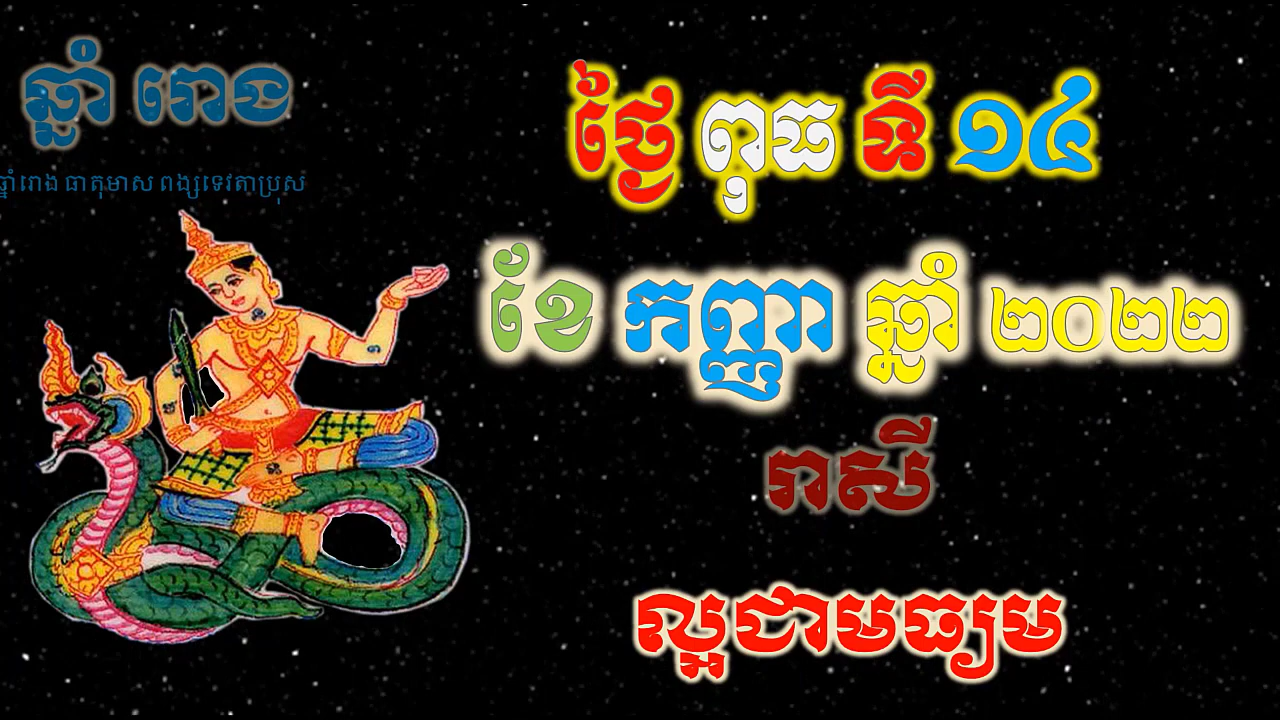 ឆ្នាំ រោង
ឆ្នាំរោង ធាតុមាស ពង្សទេវតាប្រុស
ថ្ងៃ ពុធ ទី ១៤
ខែ កញ្ញា ឆ្នាំ ២០២២
រាសី
ល្អជាមធ្យម